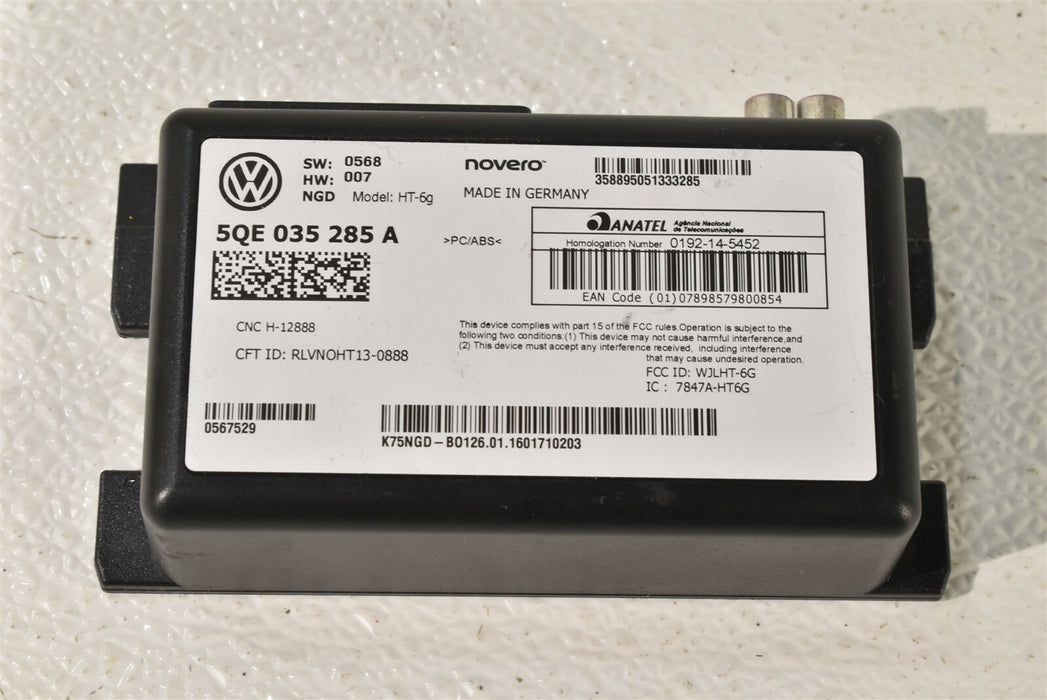 SW: 0568
HW: 007
NGD Model: HT-6g
novero
MADE IN GERMANY
358895051333285
5QE 035 285 A
>PC/ABS<
ANATEL Agência Nacional de Telecomunicações
Homologation Number 0192-14-5452
EAN Code (01)07898579800854
CNC H-12888
CFT ID: RLVNOHT13-0888
This device complies with part 15 of the FCC rules.Operation is subject to the
following two conditions:(1) This device may not cause harmful interference,and
(2) This device must accept any interference received, including interference
that may cause undesired operation.
FCC ID: WJLHT-6G
IC : 7847A-HT6G
0567529
K75NGD-BO126.01.1601710203